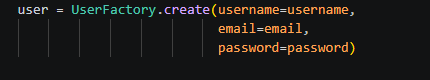 user = UserFactory.create(username=username,
email=email,
password=password)